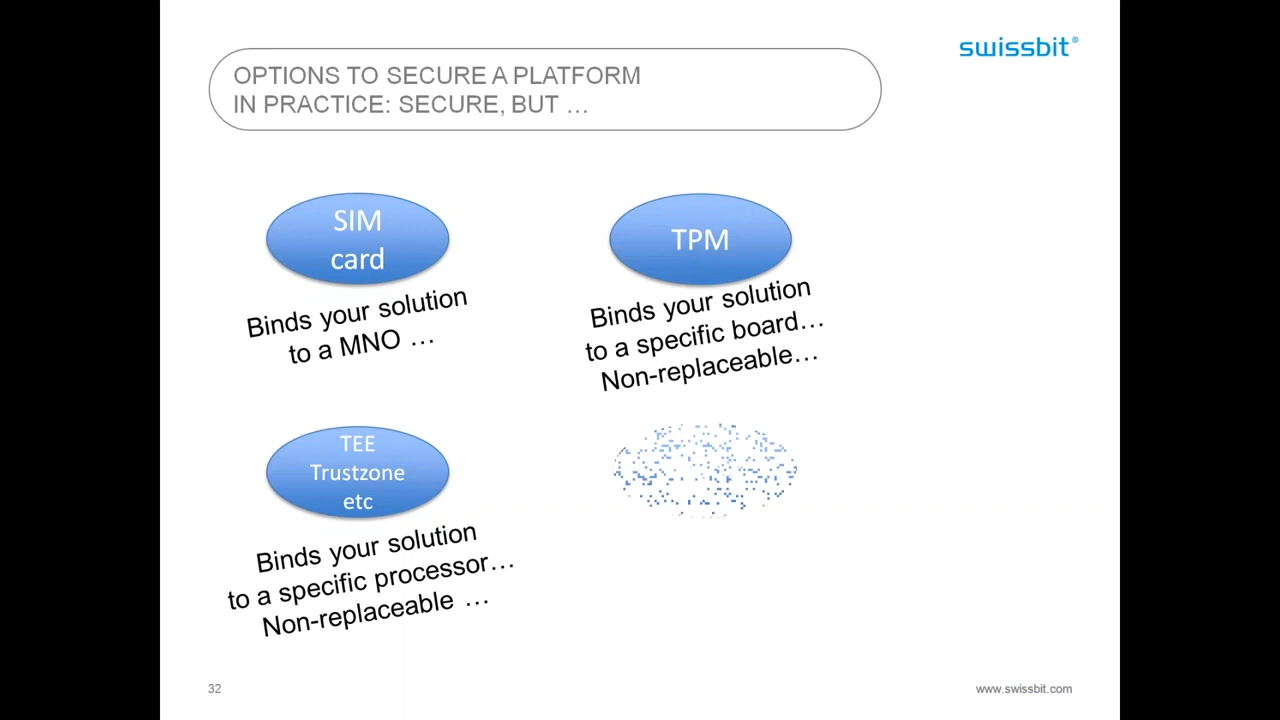 swissbit®
OPTIONS TO SECURE A PLATFORM
IN PRACTICE: SECURE, BUT …
SIM
card
Binds your solution
to a MNO …
TPM
Binds your solution
to a specific board…
Non-replaceable…
TEE
Trustzone
etc
Binds your solution
to a specific processor…
Non-replaceable …
32
www.swissbit.com